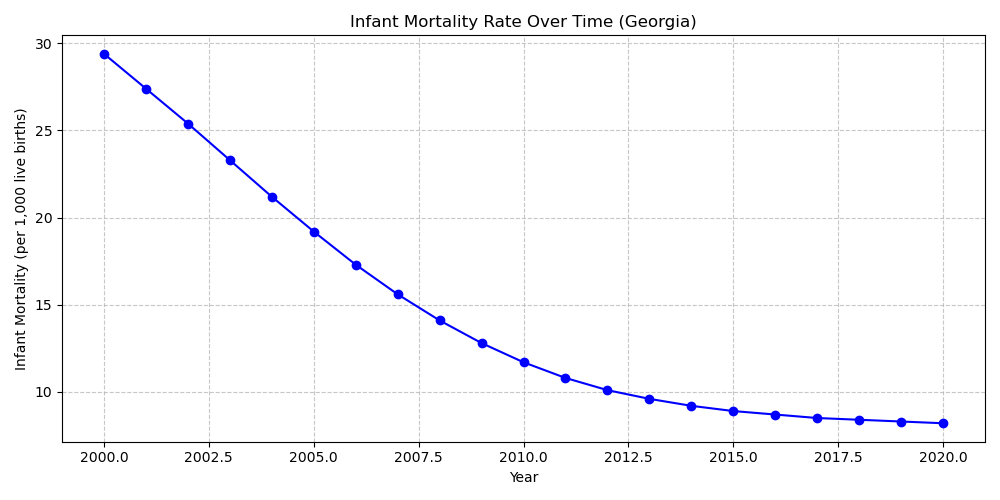 Infant Mortality Rate Over Time (Georgia)
Infant Mortality (per 1,000 live births)
30
25
20
15
10
2000.0 2002.5 2005.0 2007.5 2010.0 2012.5 2015.0 2017.5 2020.0
Year